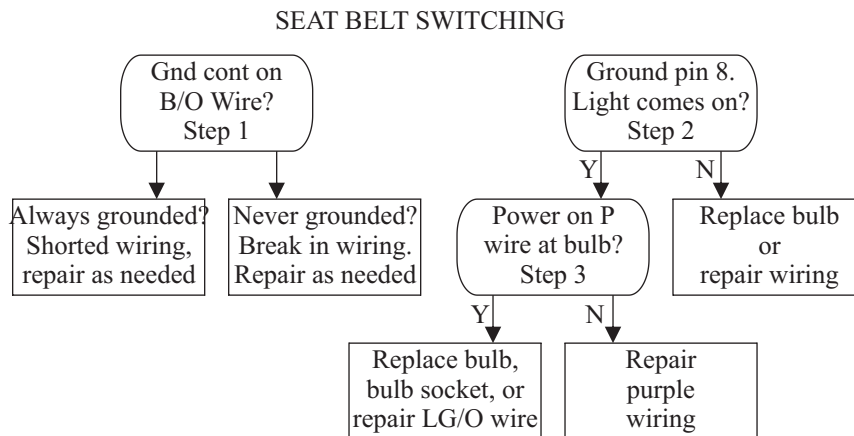 SEAT BELT SWITCHING
Gnd cont on
B/O Wire?
Step 1
Ground pin 8.
Light comes on?
Step 2
Y
N
Always grounded?
Shorted wiring,
repair as needed
Never grounded?
Break in wiring.
Repair as needed
Power on P
wire at bulb?
Step 3
Replace bulb
or
repair wiring
Y
N
Replace bulb,
bulb socket, or
repair LG/O wire
Repair
purple
wiring